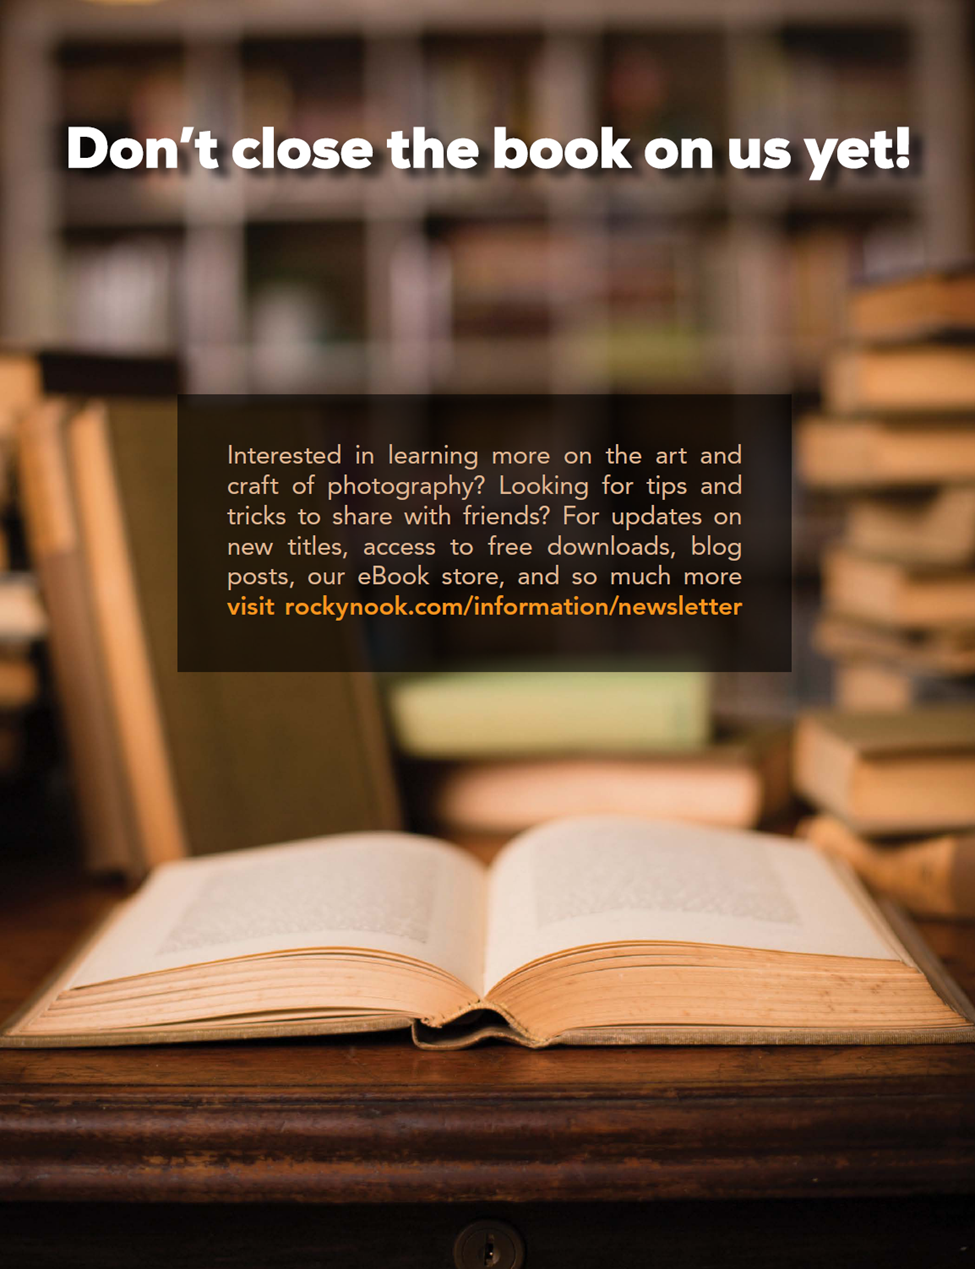 Don’t close the book on us yet!
Interested in learning more on the art and
craft of photography? Looking for tips and
tricks to share with friends? For updates on
new titles, access to free downloads, blog
posts, our eBook store, and so much more
visit rockynook.com/information/newsletter